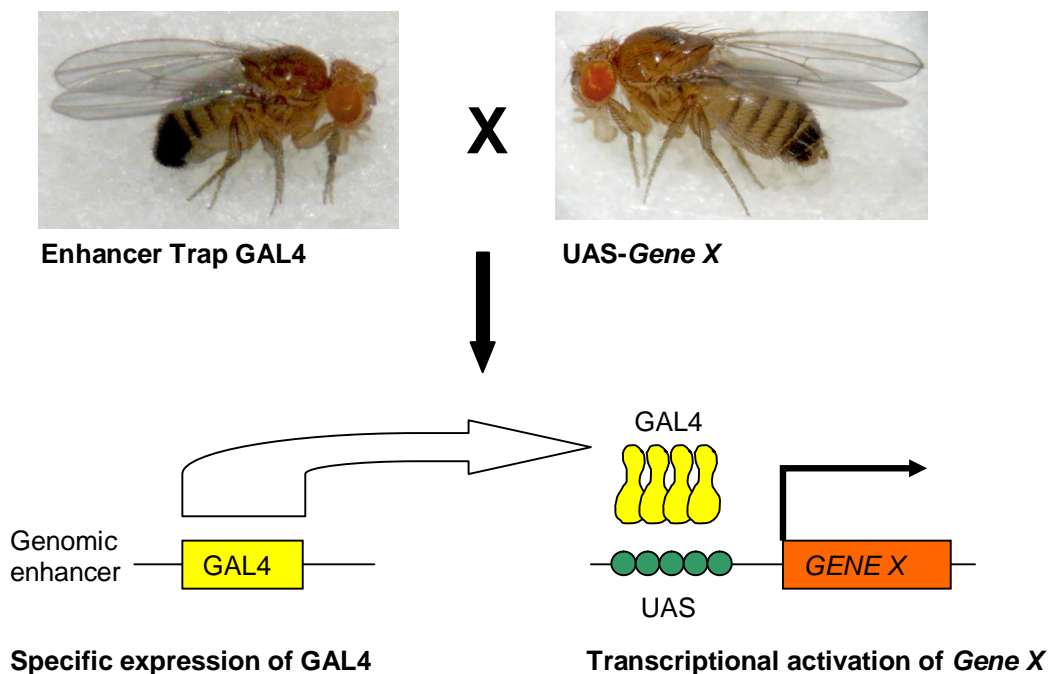 X
Enhancer Trap GAL4
UAS-Gene X
GAL4
Genomic
enhancer
GAL4
GENE X
UAS
Specific expression of GAL4
Transcriptional activation of Gene X